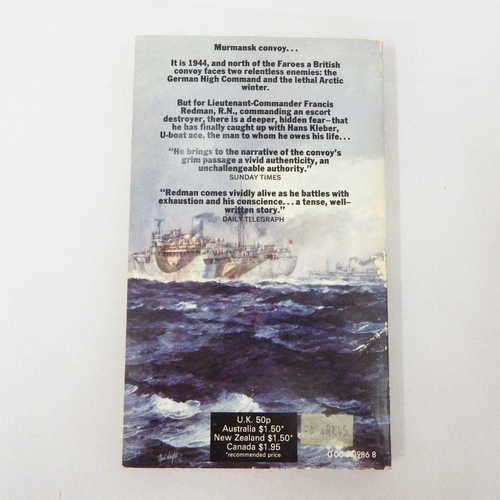 Murmansk convoy...
It is 1944, and north of the Faroes a British
convoy faces two relentless enemies: the
German High Command and the lethal Arctic
winter.
But for Lieutenant-Commander Francis
Redman, R.N., commanding an escort
destroyer, there is a deeper, hidden fear–that
he has finally caught up with Hans Kleber,
U-boat ace, the man to whom he owes his life...
“He brings to the narrative of the convoy's
grim passage a vivid authenticity, an
unchallengeable authority.”
SUNDAY TIMES
“Redman comes vividly alive as he battles with
exhaustion and his conscience... a tense, well-
written story.”
DAILY TELEGRAPH
U.K. 50p
Australia $1.50*
New Zealand $1.50*
Canada $1.95
*recommended price